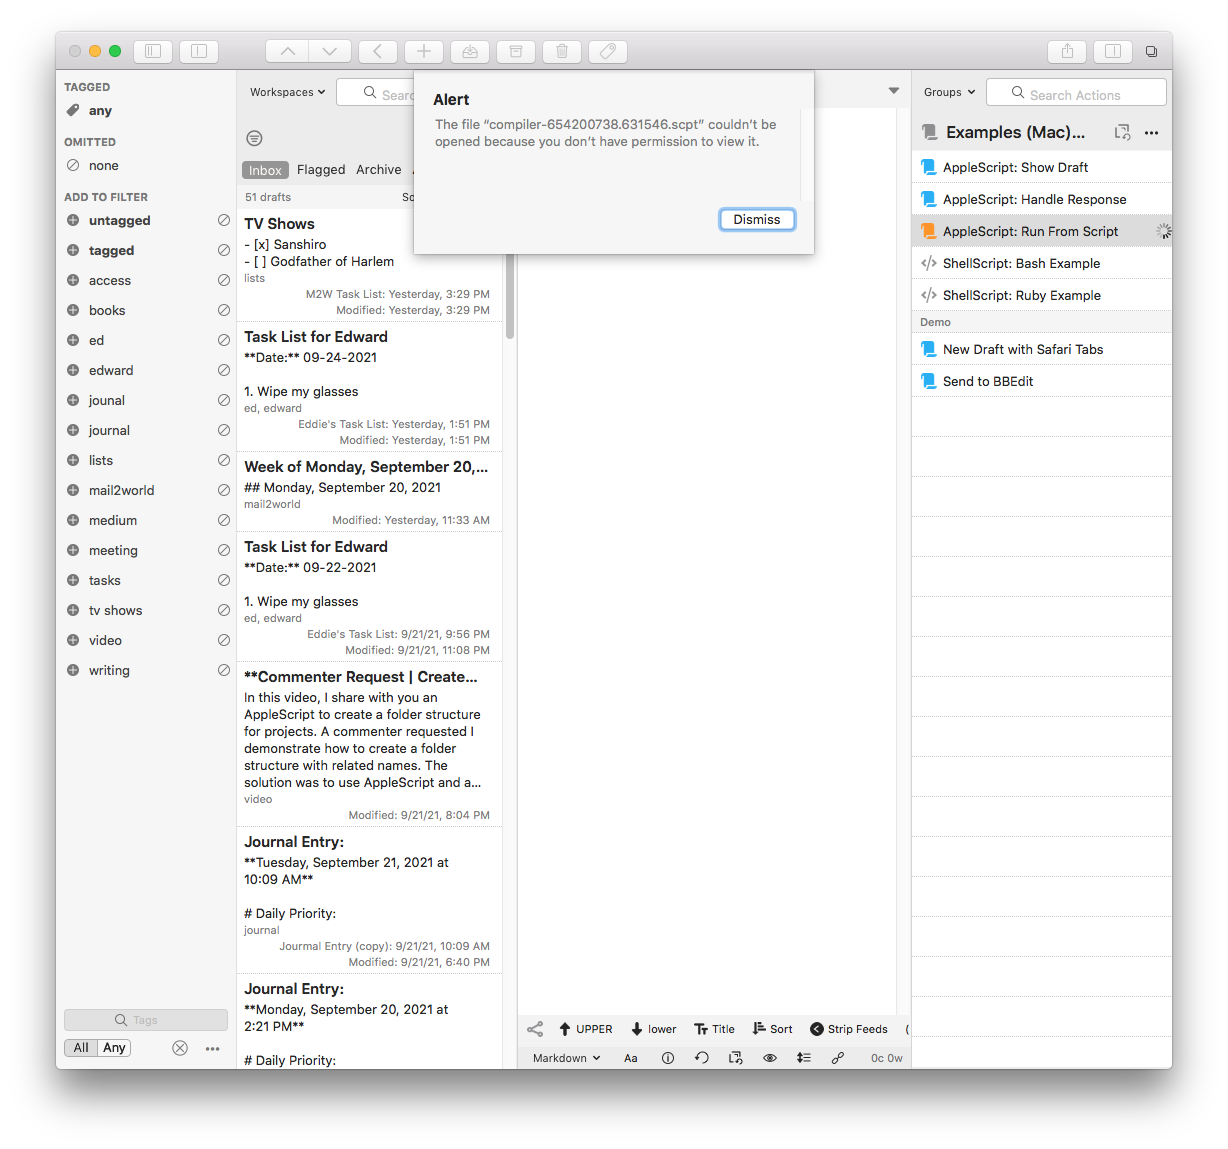 TAGGED
any
OMITTED
none
ADD TO FILTER
untagged
tagged
access
books
ed
edward
jounal
journal
lists
mail2world
medium
meeting
tasks
tv shows
video
writing
Tags
All Any
Workspaces
Inbox Flagged Archive
51 drafts
TV Shows
- [x] Sanshiro
- [ ] Godfather of Harlem
lists
M2W Task List: Yesterday, 3:29 PM
Modified: Yesterday, 3:29 PM
Task List for Edward
**Date:** 09-24-2021
1. Wipe my glasses
ed, edward
Eddie's Task List: Yesterday, 1:51 PM
Modified: Yesterday, 1:51 PM
Week of Monday, September 20,...
## Monday, September 20, 2021
mail2world
Modified: Yesterday, 11:33 AM
Task List for Edward
**Date:** 09-22-2021
1. Wipe my glasses
ed, edward
Eddie's Task List: 9/21/21, 9:56 PM
Modified: 9/21/21, 11:08 PM
**Commenter Request | Create...
In this video, I share with you an
AppleScript to create a folder structure
for projects. A commenter requested I
demonstrate how to create a folder
structure with related names. The
solution was to use AppleScript and a...
video
Modified: 9/21/21, 8:04 PM
Journal Entry:
**Tuesday, September 21, 2021 at
10:09 AM**
# Daily Priority:
journal
Jourmal Entry (copy): 9/21/21, 10:09 AM
Modified: 9/21/21, 6:40 PM
Journal Entry:
**Monday, September 20, 2021 at
2:21 PM**
# Daily Priority:
Alert
The file “compiler-654200738.631546.scpt” couldn’t be
opened because you don’t have permission to view it.
Dismiss
UPPER lower Title Sort Strip Feeds (
Markdown Aa 0c 0w
Groups Search Actions
Examples (Mac)...
AppleScript: Show Draft
AppleScript: Handle Response
AppleScript: Run From Script
ShellScript: Bash Example
ShellScript: Ruby Example
Demo
New Draft with Safari Tabs
Send to BBEdit